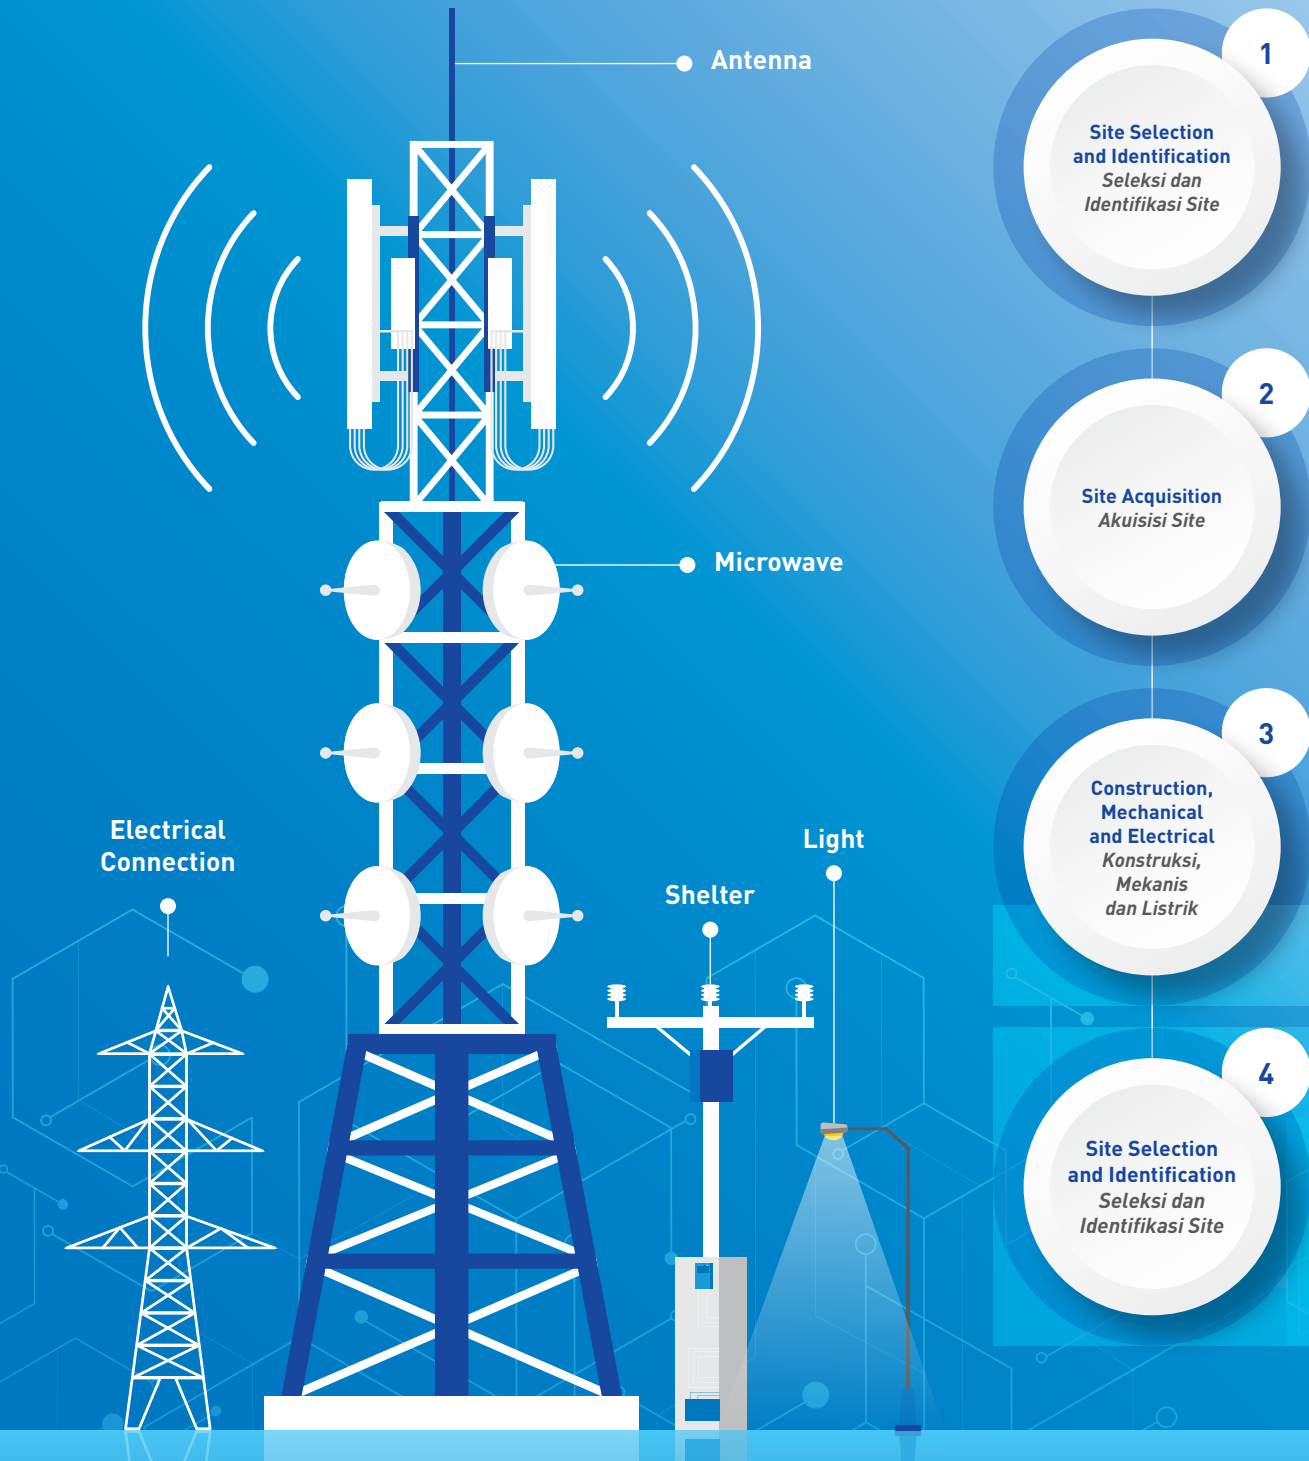 Antenna
Microwave
Electrical
Connection
Light
Shelter
1
Site Selection
and Identification
Seleksi dan
Identifikasi Site
2
Site Acquisition
Akuisisi Site
3
Construction,
Mechanical
and Electrical
Konstruksi,
Mekanis
dan Listrik
4
Site Selection
and Identification
Seleksi dan
Identifikasi Site